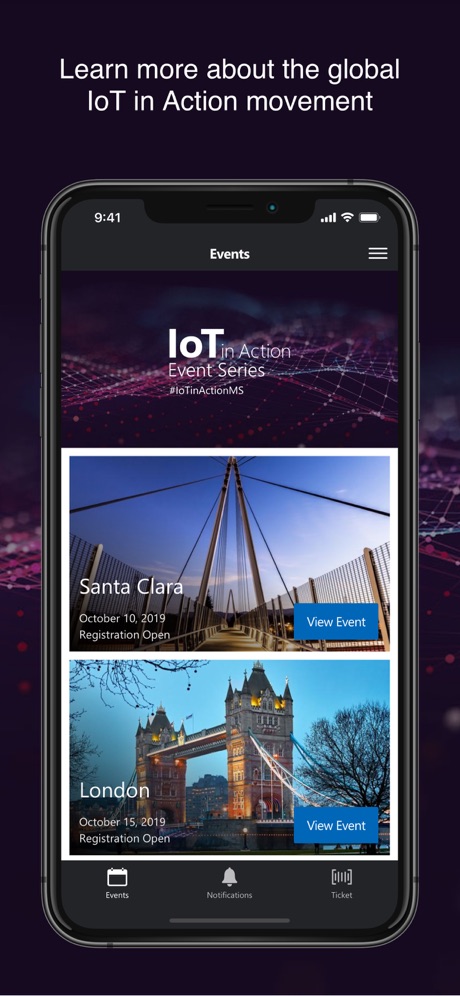 Learn more about the global
IoT in Action movement
9:41
Events
IoT in Action
Event Series
#IoTinActionMS
Santa Clara
October 10, 2019
Registration Open
View Event
London
October 15, 2019
Registration Open
View Event
Events
Notifications
Ticket